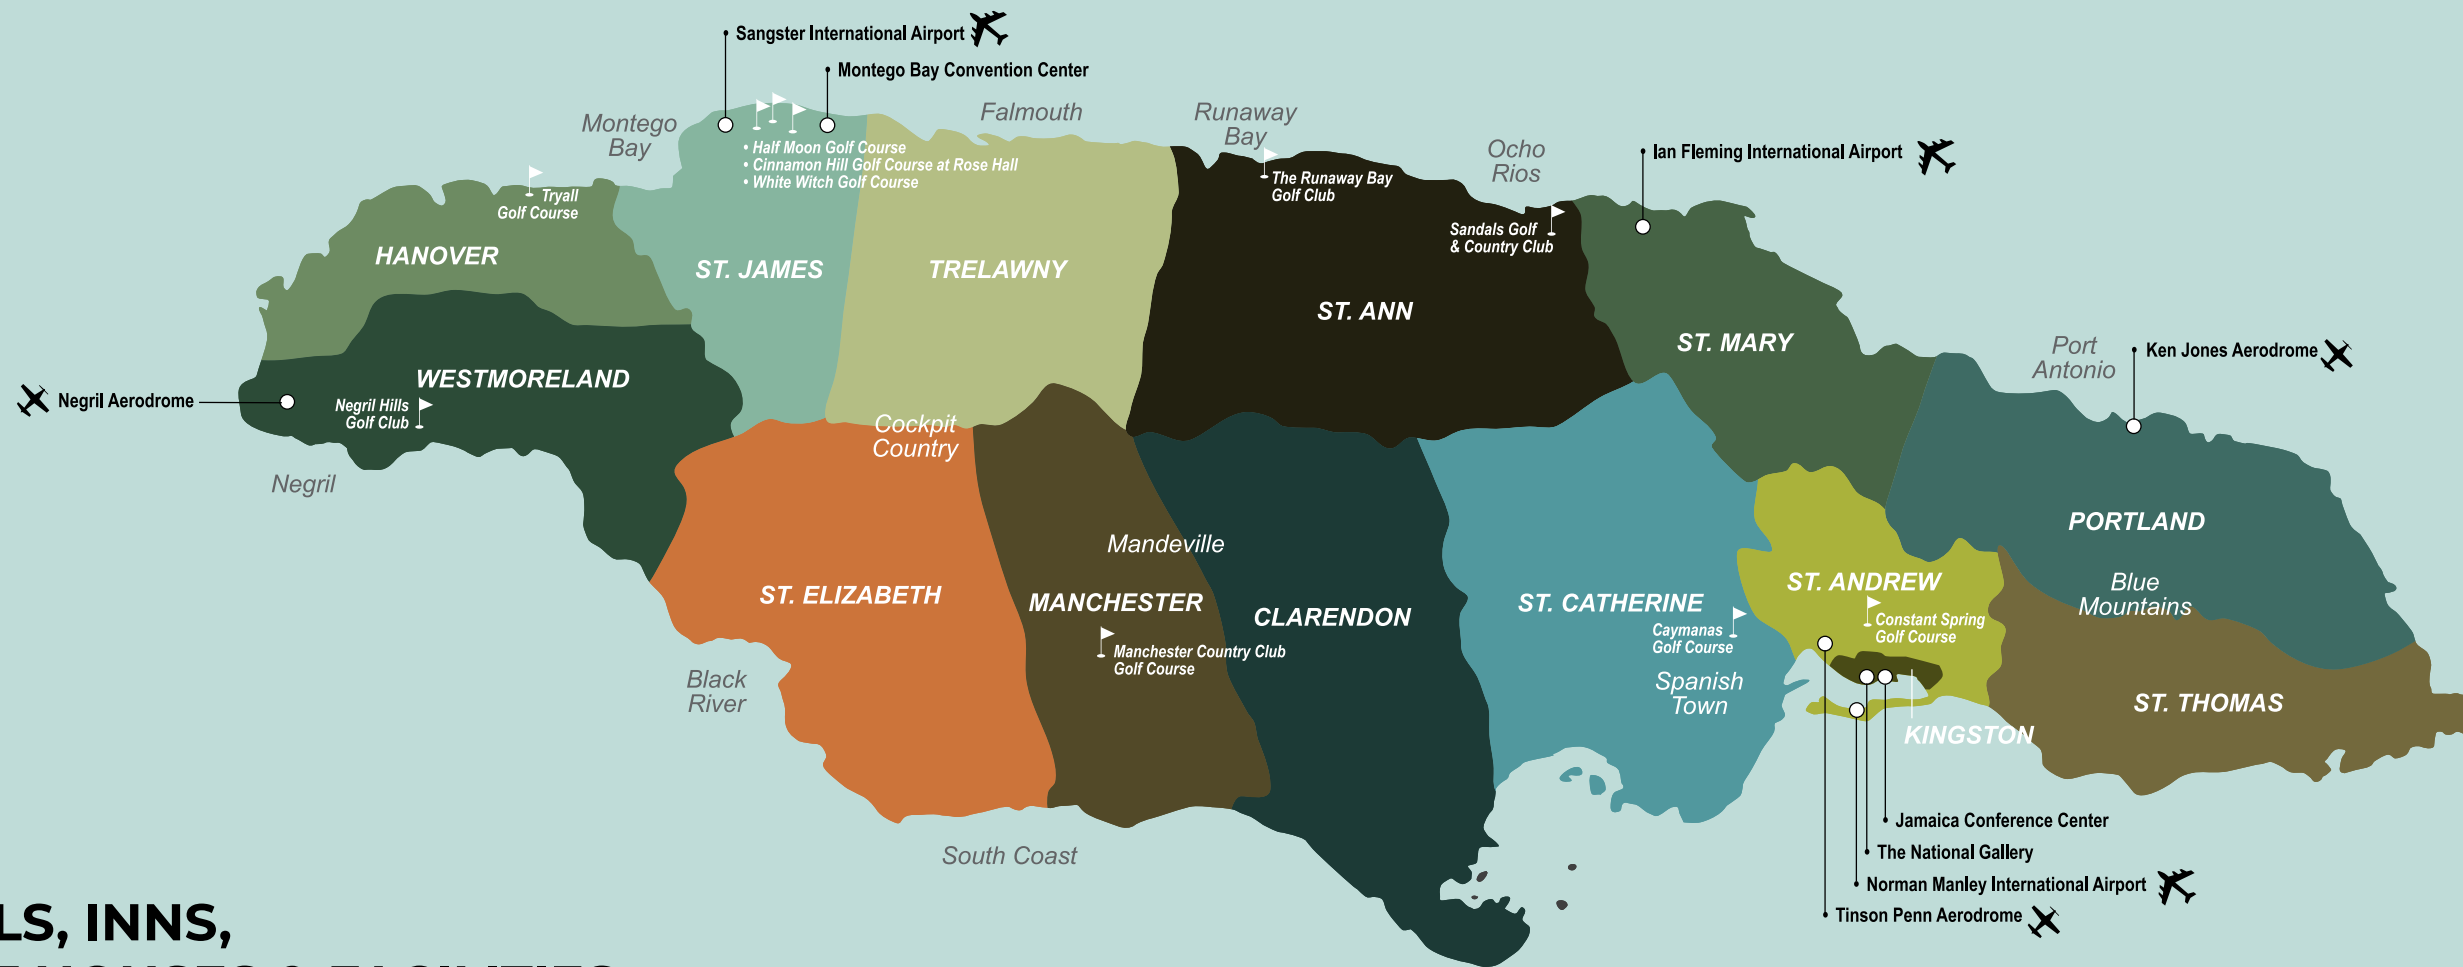 Sangster International Airport
Montego Bay Convention Center
Montego
Bay
Falmouth
Runaway
Bay
Ocho
Rios
Ian Fleming International Airport
• Half Moon Golf Course
• Cinnamon Hill Golf Course at Rose Hall
• White Witch Golf Course
Tryall
Golf Course
The Runaway Bay
Golf Club
Sandals Golf
& Country Club
HANOVER
ST. JAMES
TRELAWNY
ST. ANN
ST. MARY
Port
Antonio
Ken Jones Aerodrome
WESTMORELAND
Negril Aerodrome
Negril Hills
Golf Club
Cockpit
Country
Negril
Mandeville
PORTLAND
ST. ELIZABETH
MANCHESTER
CLARENDON
ST. CATHERINE
ST. ANDREW
Blue
Mountains
Constant Spring
Golf Course
Caymanas
Golf Course
Manchester Country Club
Golf Course
Black
River
Spanish
Town
ST. THOMAS
KINGSTON
Jamaica Conference Center
South Coast
The National Gallery
Norman Manley International Airport
Tinson Penn Aerodrome
LS, INNS,